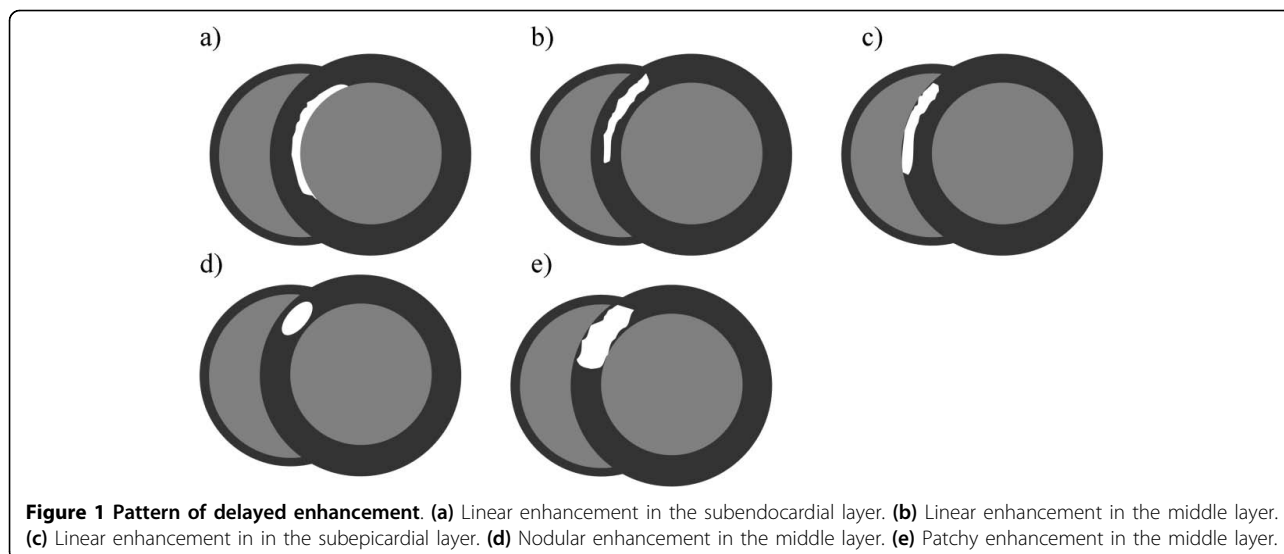 a)
b)
c)
d)
e)
Figure 1 Pattern of delayed enhancement. (a) Linear enhancement in the subendocardial layer. (b) Linear enhancement in the middle layer.
(c) Linear enhancement in in the subepicardial layer. (d) Nodular enhancement in the middle layer. (e) Patchy enhancement in the middle layer.